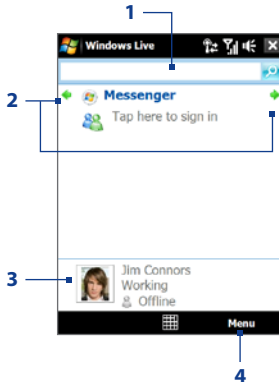 1
Windows Live
2
Messenger
Tap here to sign in
3
Jim Connors
Working
Offline
Menu
4